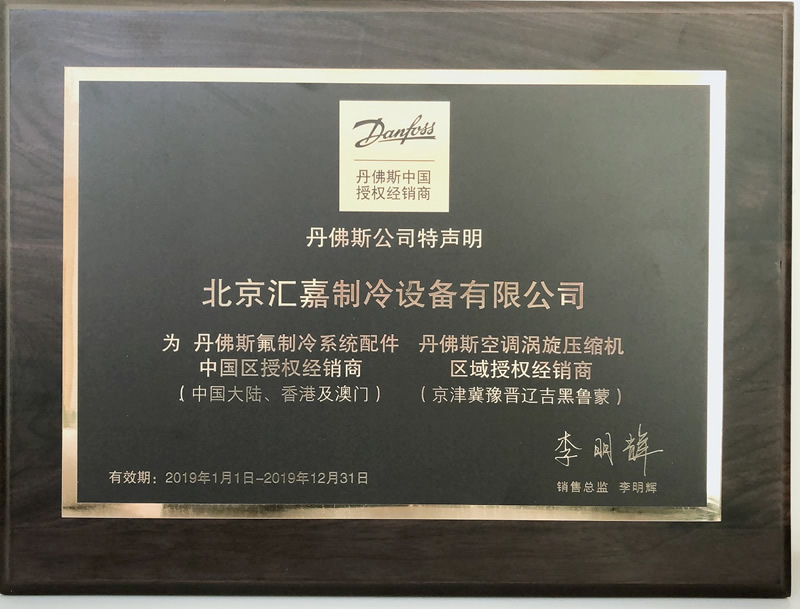 Danfoss
丹佛斯中国
授权经销商
丹佛斯公司特声明
北京汇嘉制冷设备有限公司
为 丹佛斯氟制冷系统配件 丹佛斯空调涡旋压缩机
中国区授权经销商 区域授权经销商
(中国大陆、香港及澳门) (京津冀豫晋辽吉黑鲁蒙)
李明辉
有效期：2019年1月1日-2019年12月31日
销售总监 李明辉